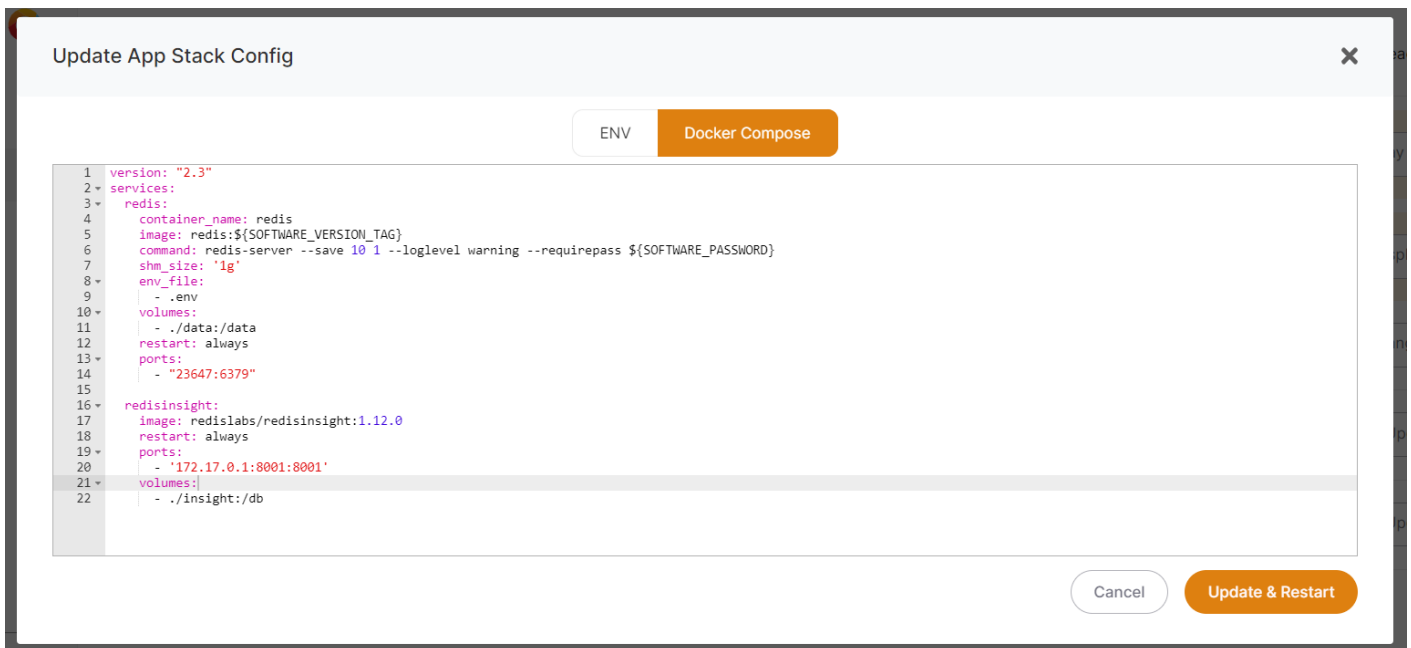 Update App Stack Config
ENV
Docker Compose
1 version: "2.3"
2 services:
3   redis:
4     container_name: redis
5     image: redis:${SOFTWARE_VERSION_TAG}
6     command: redis-server --save 10 1 --loglevel warning --requirepass ${SOFTWARE_PASSWORD}
7     shm_size: '1g'
8     env_file:
9       - .env
10     volumes:
11       - ./data:/data
12     restart: always
13     ports:
14       - "23647:6379"
15
16   redisinsight:
17     image: redislabs/redisinsight:1.12.0
18     restart: always
19     ports:
20       - '172.17.0.1:8001:8001'
21     volumes:
22       - ./insight:/db
Cancel
Update & Restart